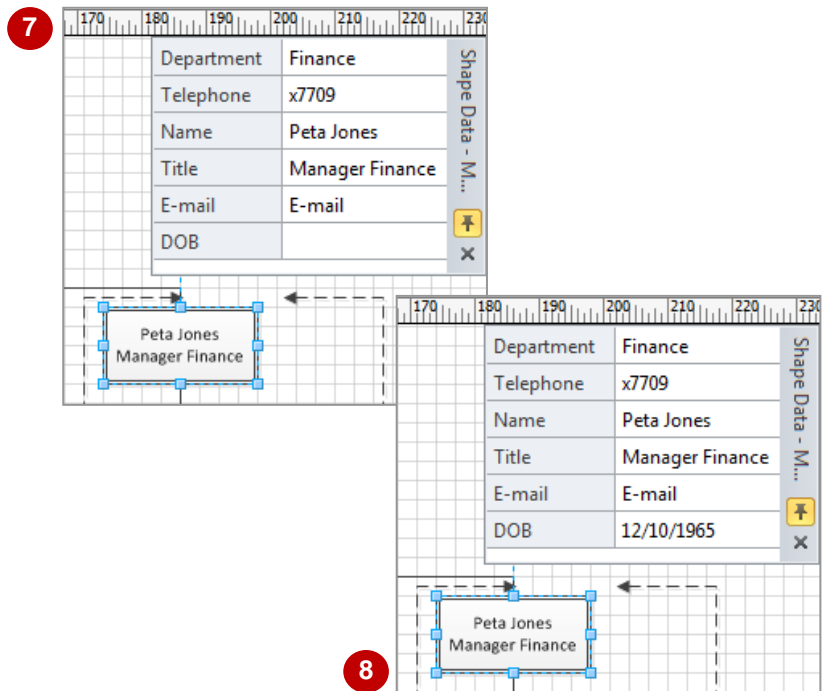 7
170 180 190 200 210 220 230
Department Finance
Telephone x7709
Name Peta Jones
Title Manager Finance
E-mail E-mail
DOB
Shape Data - M...
Peta Jones
Manager Finance
8
170 180 190 200 210 220 230
Department Finance
Telephone x7709
Name Peta Jones
Title Manager Finance
E-mail E-mail
DOB 12/10/1965
Shape Data - M...
Peta Jones
Manager Finance